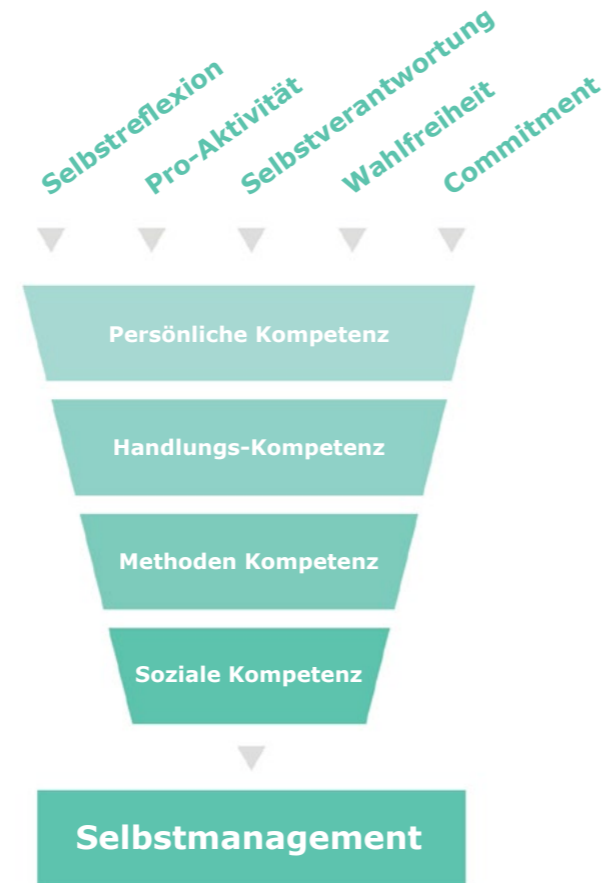 Selbstreflexion
Pro-Aktivität
Selbstverantwortung
Wahlfreiheit
Commitment
Persönliche Kompetenz
Handlungs-Kompetenz
Methoden Kompetenz
Soziale Kompetenz
Selbstmanagement